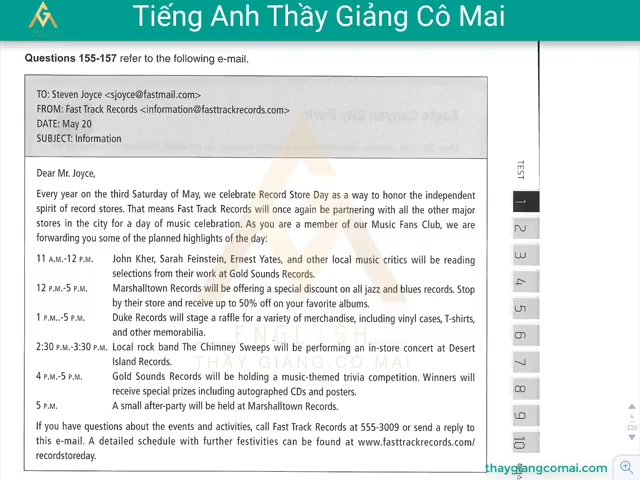 Tiếng Anh Thầy Giảng Cô Mai
Questions 155-157 refer to the following e-mail.
TO: Steven Joyce <sjoyce@fastmail.com>
FROM: Fast Track Records <information@fasttrackrecords.com>
DATE: May 20
SUBJECT: Information
Dear Mr. Joyce,
Every year on the third Saturday of May, we celebrate Record Store Day as a way to honor the independent
spirit of record stores. That means Fast Track Records will once again be partnering with all the other major
stores in the city for a day of music celebration. As you are a member of our Music Fans Club, we are
forwarding you some of the planned highlights of the day:
11 A.M.-12 P.M. John Kher, Sarah Feinstein, Ernest Yates, and other local music critics will be reading
selections from their work at Gold Sounds Records.
12 P.M.-5 P.M. Marshalltown Records will be offering a special discount on all jazz and blues records. Stop
by their store and receive up to 50% off on your favorite albums.
1 P.M..-5 P.M. Duke Records will stage a raffle for a variety of merchandise, including vinyl cases, T-shirts,
and other memorabilia.
2:30 P.M.-3:30 P.M. Local rock band The Chimney Sweeps will be performing an in-store concert at Desert
Island Records.
4 P.M.-5 P.M. Gold Sounds Records will be holding a music-themed trivia competition. Winners will
receive special prizes including autographed CDs and posters.
5 P.M. A small after-party will be held at Marshalltown Records.
If you have questions about the events and activities, call Fast Track Records at 555-3009 or send a reply to
this e-mail. A detailed schedule with further festivities can be found at www.fasttrackrecords.com/
recordstoreday.
ENGLISH
THẦY GIẢNG CÔ MAI
TEST
1
2
3
4
5
6
7
8
9
10
4
220
thaygiangcomai.com